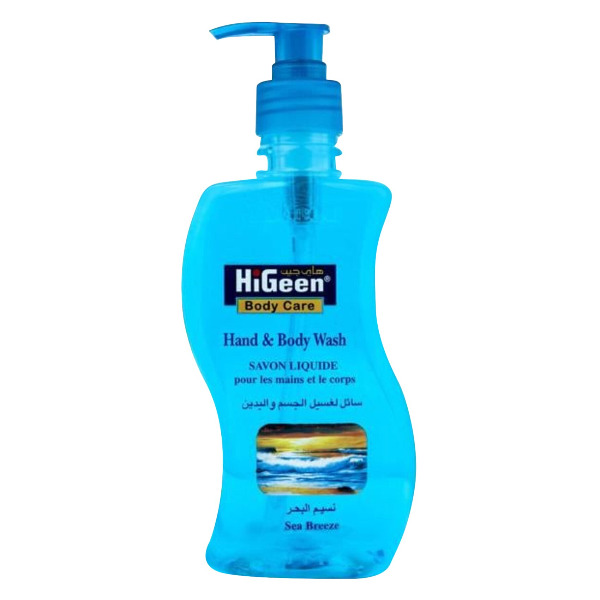 هاي جين
HiGeen®
Body Care
Hand & Body Wash
SAVON LIQUIDE
pour les mains et le corps
سائل لغسيل الجسم واليدين
نسيم البحر
Sea Breeze